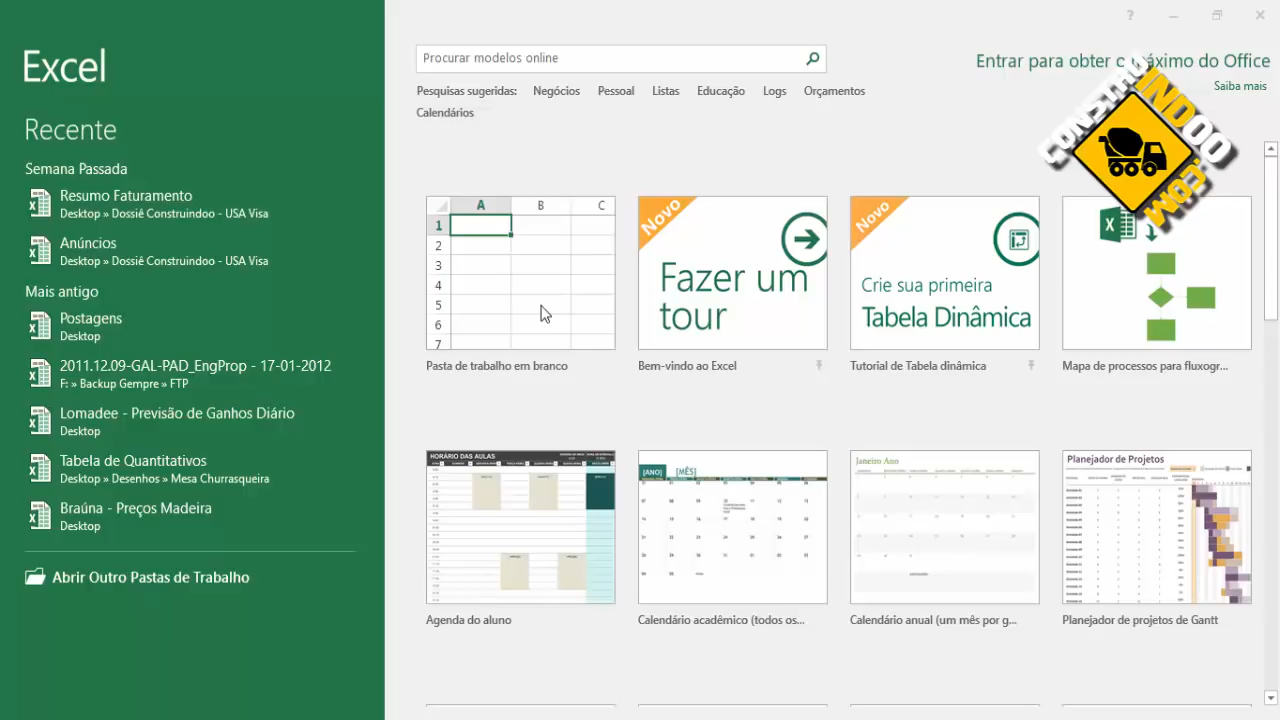 Excel
Recente
Semana Passada
Resumo Faturamento
Desktop » Dossiê Construindoo - USA Visa
Anúncios
Desktop » Dossiê Construindoo - USA Visa
Mais antigo
Postagens
Desktop
2011.12.09-GAL-PAD_EngProp - 17-01-2012
F: » Backup Gempre » FTP
Lomadee - Previsão de Ganhos Diário
Desktop
Tabela de Quantitativos
Desktop » Desenhos » Mesa Churrasqueira
Braúna - Preços Madeira
Desktop
Abrir Outro Pastas de Trabalho
Procurar modelos online
Pesquisas sugeridas: Negócios Pessoal Listas Educação Logs Orçamentos
Calendários
?
Entrar para obter o máximo do Office
Saiba mais
CONSTRUINDOO.COM
A B C
1
2
3
4
5
6
7
Pasta de trabalho em branco
Novo
Fazer um
tour
Bem-vindo ao Excel
Novo
Crie sua primeira
Tabela Dinâmica
Tutorial de Tabela dinâmica
X
Mapa de processos para fluxogr...
HORÁRIO DAS AULAS
Agenda do aluno
[ANO] [MÊS]
Calendário acadêmico (todos os...
Janeiro Ano
Calendário anual (um mês por g...
Planejador de Projetos
Planejador de projetos de Gantt